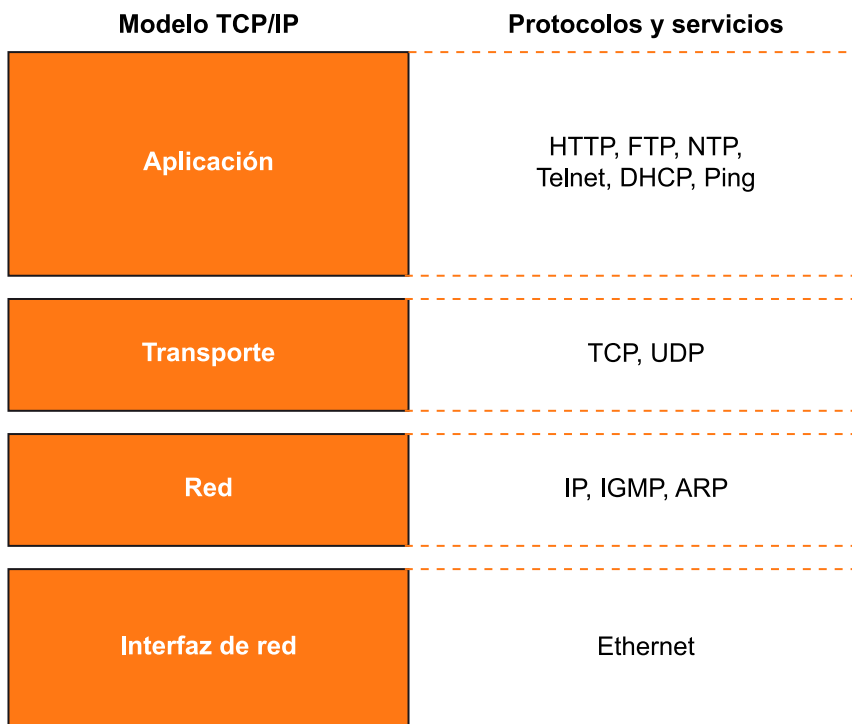 Modelo TCP/IP
Protocolos y servicios
Aplicación
HTTP, FTP, NTP,
Telnet, DHCP, Ping
Transporte
TCP, UDP
Red
IP, IGMP, ARP
Interfaz de red
Ethernet